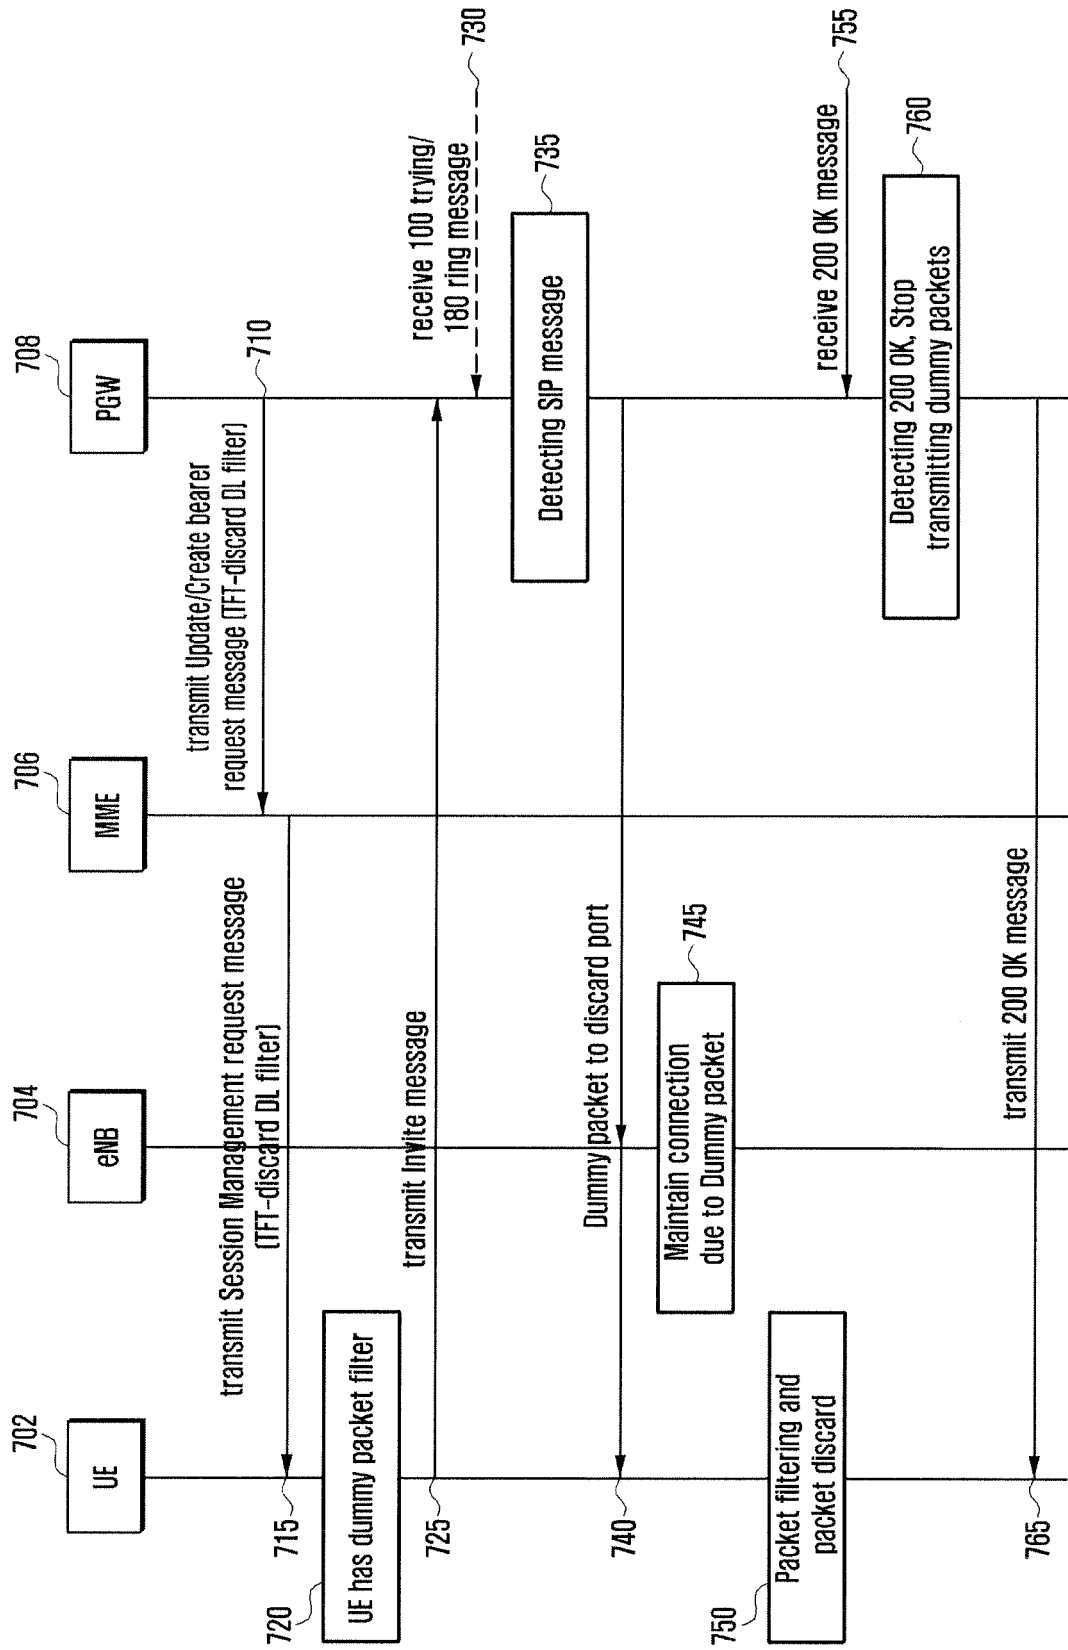 702
UE
704
eNB
706
MME
708
PGW
transmit Update/Create bearer
request message (TFT-discard DL filter)
710
transmit Session Management request message
(TFT-discard DL filter)
715
720
UE has dummy packet filter
transmit Invite message
725
receive 100 trying/
180 ring message
730
Detecting SIP message
735
Dummy packet to discard port
740
Maintain connection
due to Dummy packet
745
750
Packet filtering and
packet discard
receive 200 OK message
755
Detecting 200 OK, Stop
transmitting dummy packets
760
transmit 200 OK message
765